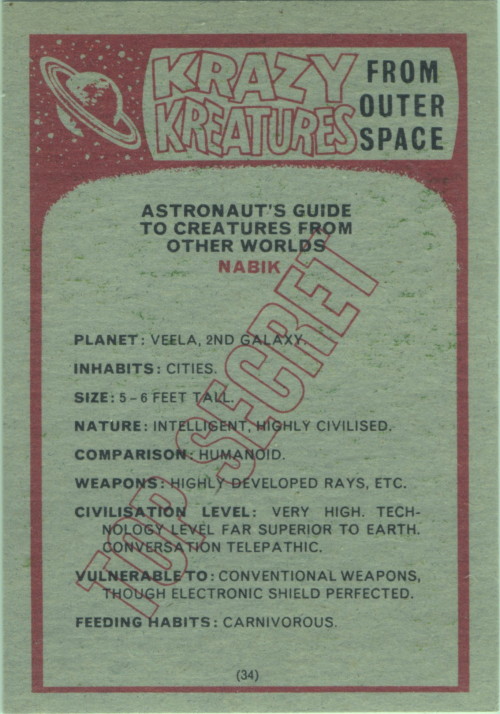 KRAZY
KREATURES
FROM
OUTER
SPACE
ASTRONAUT'S GUIDE
TO CREATURES FROM
OTHER WORLDS
NABIK
PLANET: VEELA, 2ND GALAXY.
INHABITS: CITIES.
SIZE: 5-6 FEET TALL.
NATURE: INTELLIGENT, HIGHLY CIVILISED.
COMPARISON: HUMANOID.
WEAPONS: HIGHLY DEVELOPED RAYS, ETC.
CIVILISATION LEVEL: VERY HIGH. TECH-
NOLOGY LEVEL FAR SUPERIOR TO EARTH.
CONVERSATION TELEPATHIC.
VULNERABLE TO: CONVENTIONAL WEAPONS,
THOUGH ELECTRONIC SHIELD PERFECTED.
FEEDING HABITS: CARNIVOROUS.
TOP SECRET
(34)